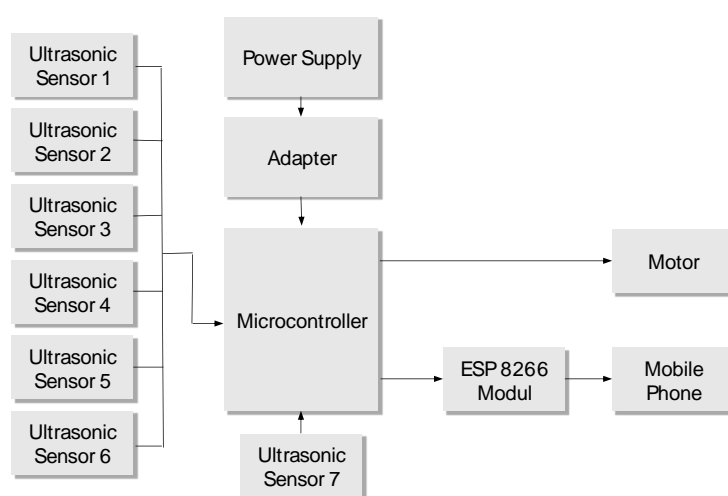 Ultrasonic
Sensor 1
Ultrasonic
Sensor 2
Ultrasonic
Sensor 3
Ultrasonic
Sensor 4
Ultrasonic
Sensor 5
Ultrasonic
Sensor 6
Power Supply
Adapter
Microcontroller
Ultrasonic
Sensor 7
Motor
ESP 8266
Modul
Mobile
Phone